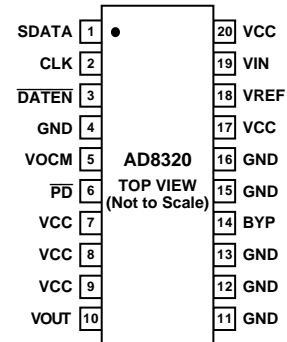 SDATA 1 20 VCC
CLK 2 19 VIN
DATEN 3 18 VREF
GND 4 17 VCC
VOCM 5 AD8320 16 GND
PD 6 TOP VIEW 15 GND
(Not to Scale)
VCC 7 14 BYP
VCC 8 13 GND
VCC 9 12 GND
VOUT 10 11 GND